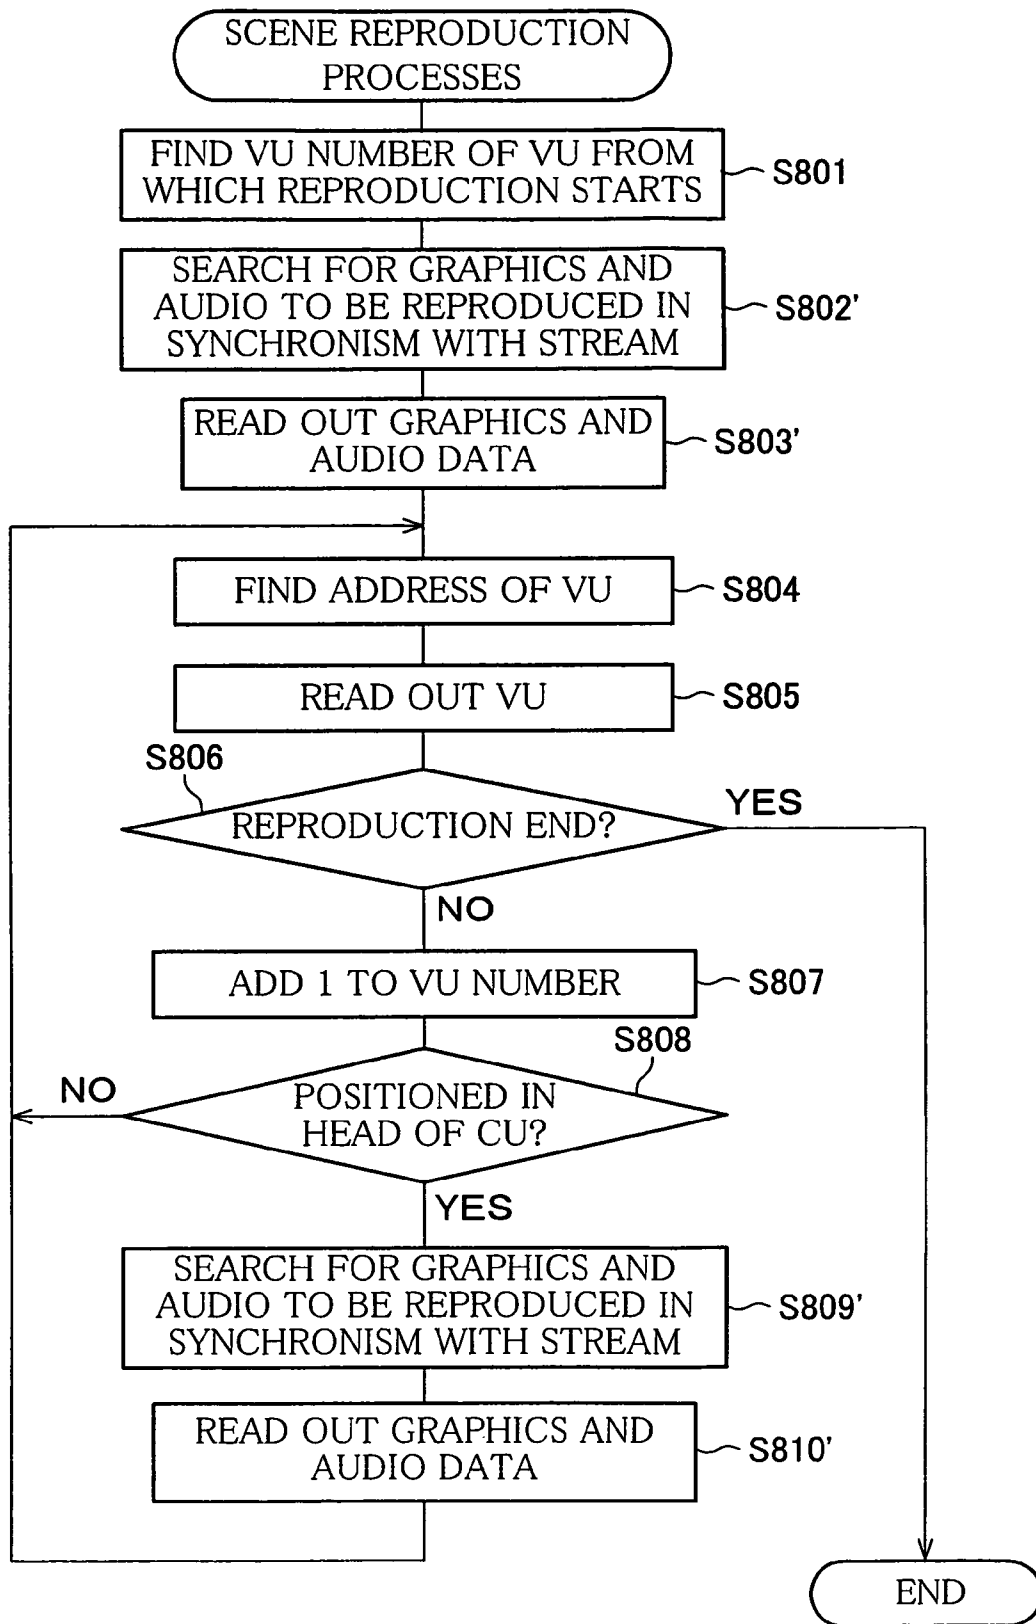 SCENE REPRODUCTION
PROCESSES
FIND VU NUMBER OF VU FROM
WHICH REPRODUCTION STARTS
S801
SEARCH FOR GRAPHICS AND
AUDIO TO BE REPRODUCED IN
SYNCHRONISM WITH STREAM
S802'
READ OUT GRAPHICS AND
AUDIO DATA
S803'
FIND ADDRESS OF VU
S804
READ OUT VU
S805
S806
REPRODUCTION END?
YES
NO
ADD 1 TO VU NUMBER
S807
S808
POSITIONED IN
HEAD OF CU?
NO
YES
SEARCH FOR GRAPHICS AND
AUDIO TO BE REPRODUCED IN
SYNCHRONISM WITH STREAM
S809'
READ OUT GRAPHICS AND
AUDIO DATA
S810'
END